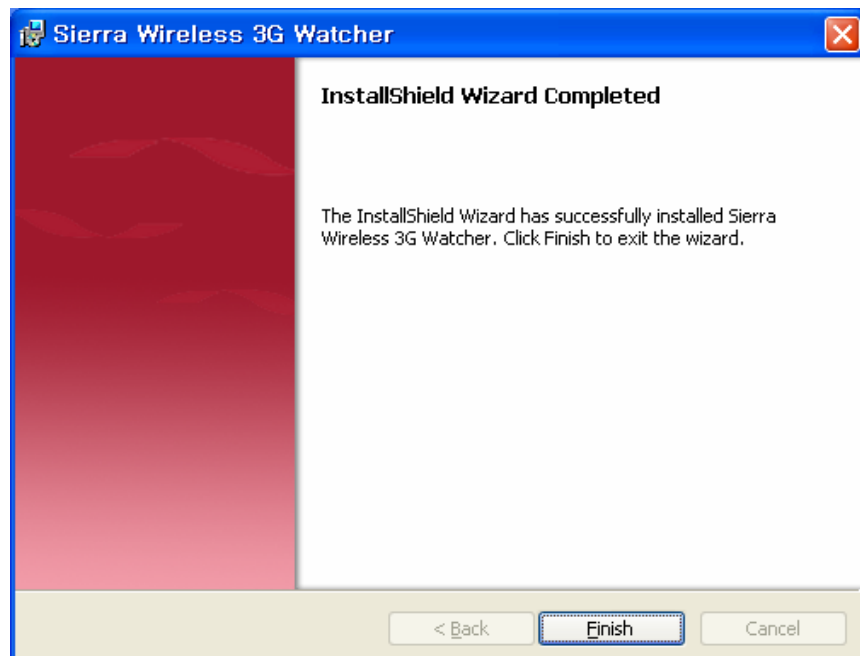 Sierra Wireless 3G Watcher
InstallShield Wizard Completed
The InstallShield Wizard has successfully installed Sierra
Wireless 3G Watcher. Click Finish to exit the wizard.
< Back
Finish
Cancel